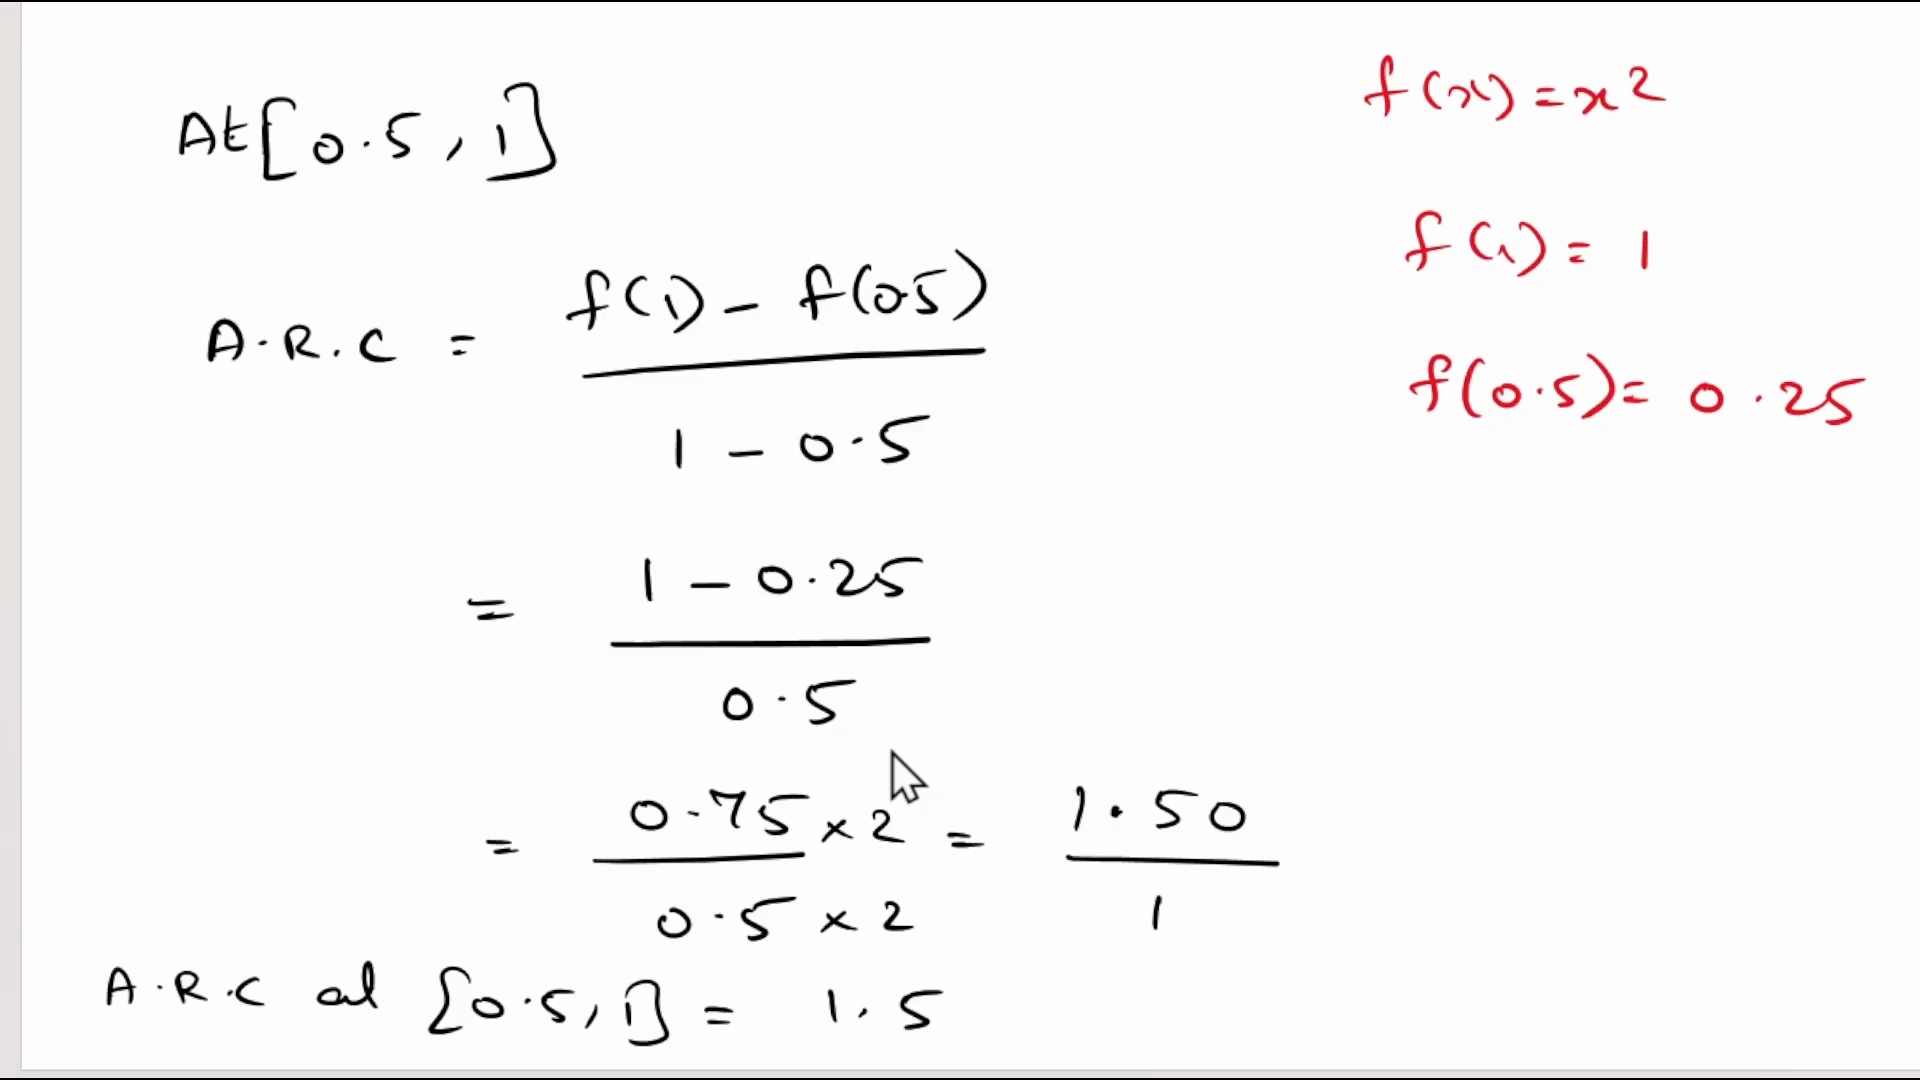 At [0.5, 1]
f(x) = x²
f(1) = 1
f(0.5) = 0.25
A.R.C = f(1) - f(0.5)
1 - 0.5
= 1 - 0.25
0.5
= 0.75 × 2 = 1.50
0.5 × 2 1
A.R.C at [0.5, 1] = 1.5